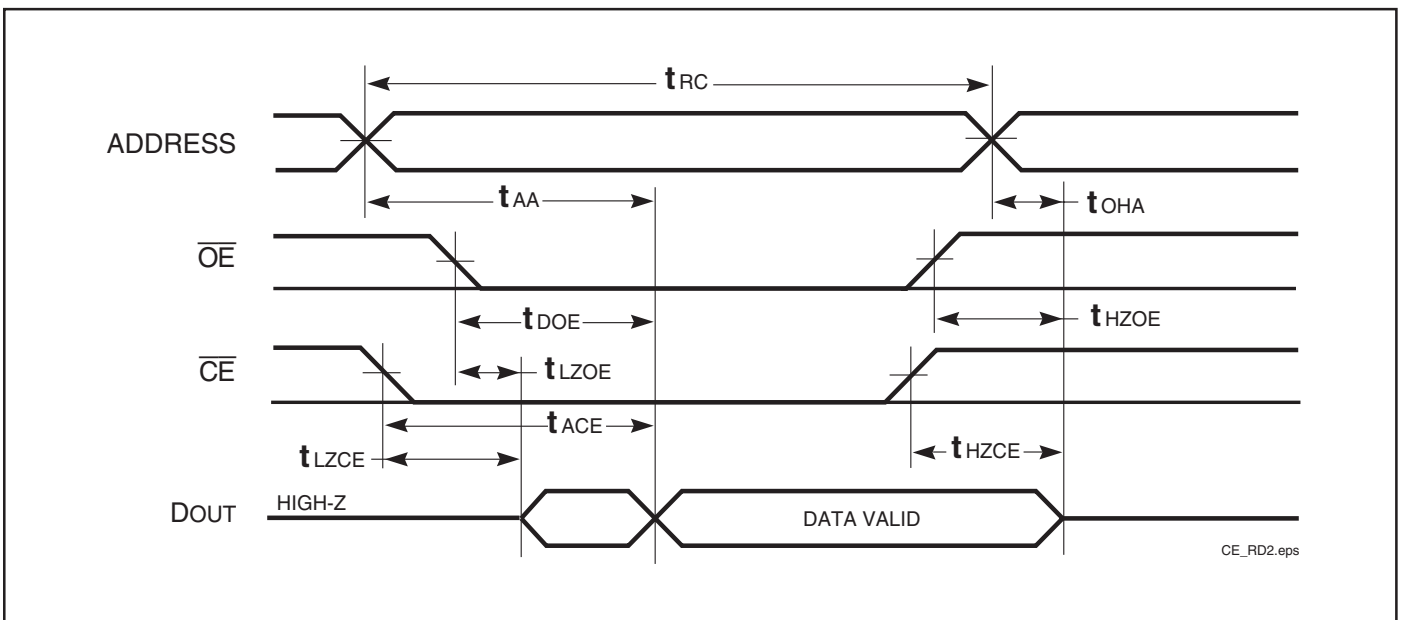 tRC
ADDRESS
tAA
tOHA
OE
tDOE
tHZOE
CE
tLZOE
tACE
tLZCE
tHZCE
DOUT
HIGH-Z
DATA VALID
CE_RD2.eps